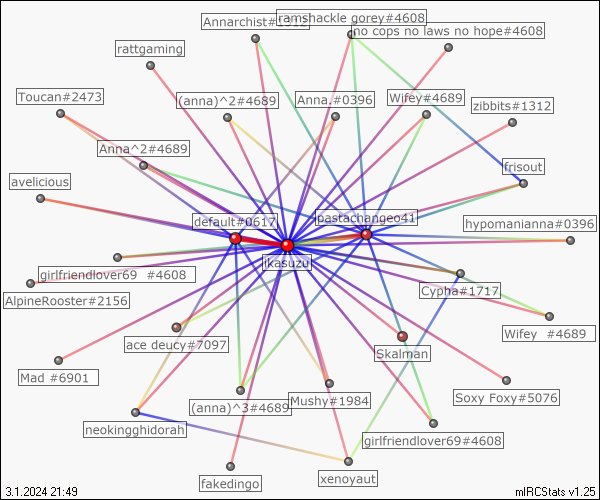 ramshackle gorey#4608
Annarchist#1312
no cops no laws no hope#4608
rattgaming
Toucan#2473
(anna)^2#4689
Anna.#0396
Wifey#4689
zibbits#1312
Anna^2#4689
frisout
avelicious
default#0617
pastachangeo41
hypomanianna#0396
jkasuzu
girlfriendlover69 #4608
Cypha#1717
AlpineRooster#2156
ace deucy#7097
Wifey #4689
Skalman
Mad #6901
(anna)^3#4689
Mushy#1984
Soxy Foxy#5076
neokingghidorah
girlfriendlover69#4608
fakedingo
xenoyaut
3.1.2024 21:49
mIRCStats v1.25